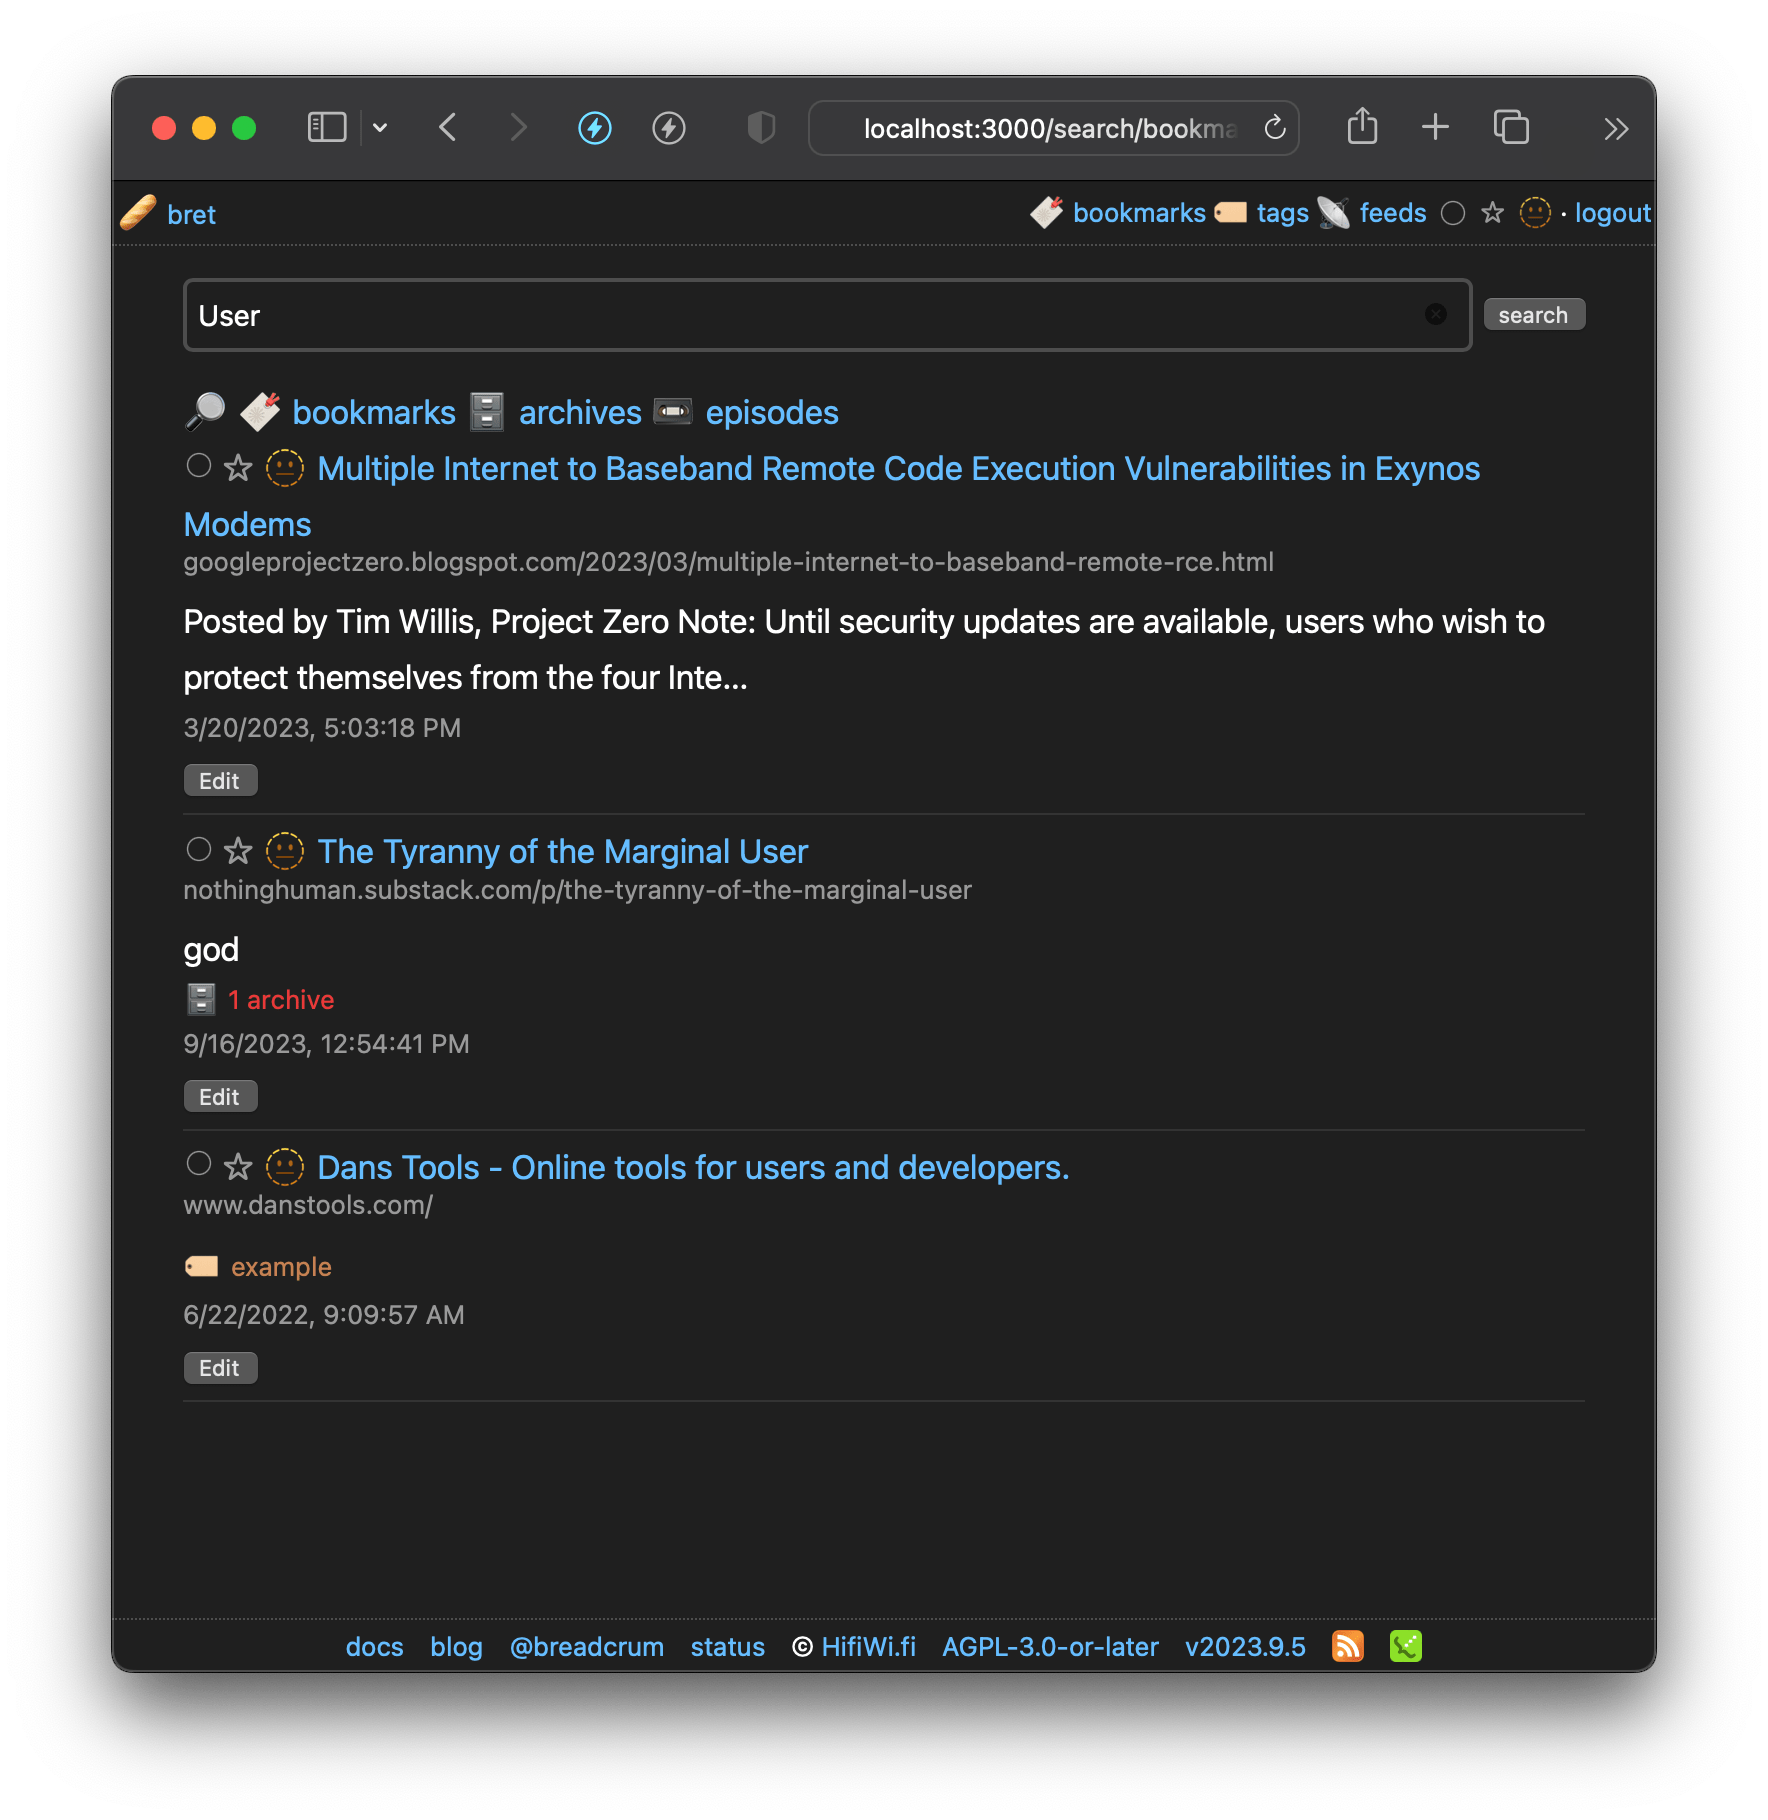 localhost:3000/search/bookma
bret
bookmarks tags feeds · logout
User
search
bookmarks archives episodes
Multiple Internet to Baseband Remote Code Execution Vulnerabilities in Exynos
Modems
googleprojectzero.blogspot.com/2023/03/multiple-internet-to-baseband-remote-rce.html
Posted by Tim Willis, Project Zero Note: Until security updates are available, users who wish to
protect themselves from the four Inte...
3/20/2023, 5:03:18 PM
Edit
The Tyranny of the Marginal User
nothinghuman.substack.com/p/the-tyranny-of-the-marginal-user
god
1 archive
9/16/2023, 12:54:41 PM
Edit
Dans Tools - Online tools for users and developers.
www.danstools.com/
example
6/22/2022, 9:09:57 AM
Edit
docs blog @breadcrum status © HifiWi.fi AGPL-3.0-or-later v2023.9.5